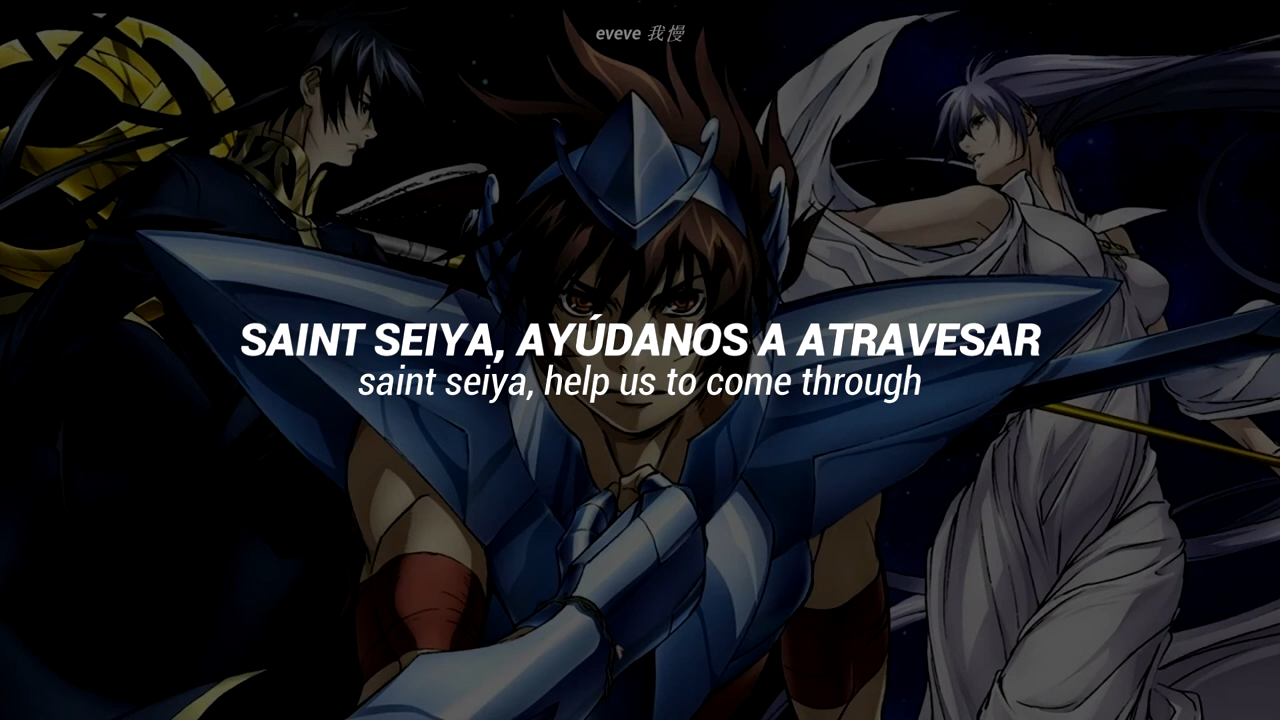 eveve 我慢
SAINT SEIYA, AYÚDANOS A ATRAVESAR
saint seiya, help us to come through